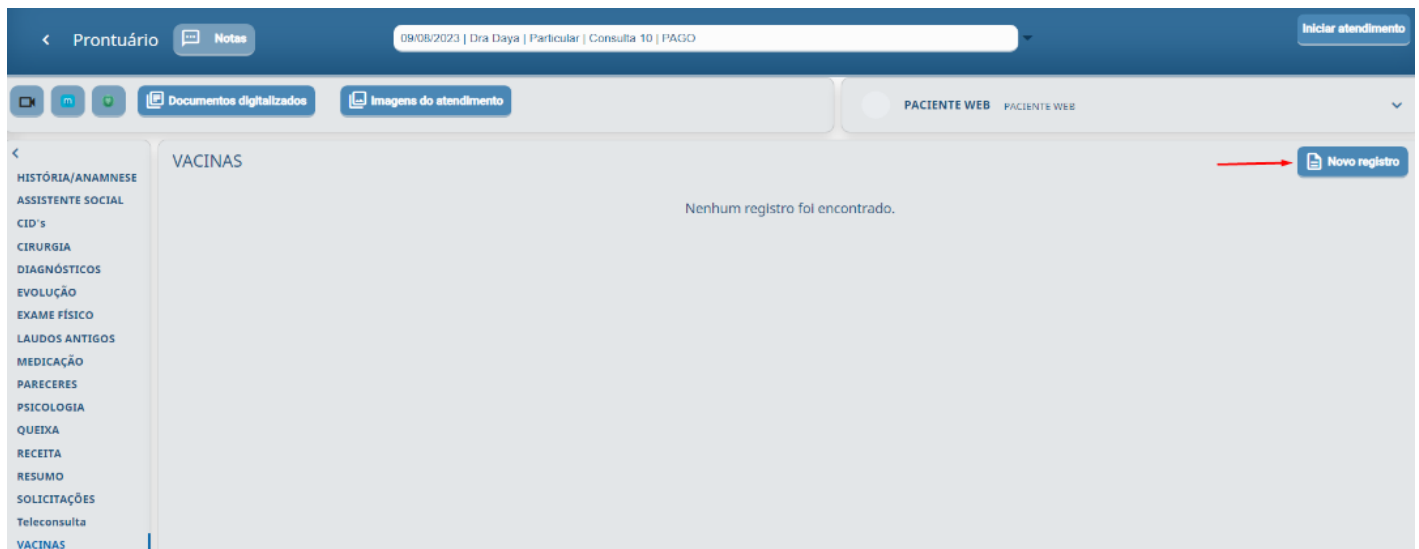 Prontuário
Notas
09/08/2023 | Dra Daya | Particular | Consulta 10 | PAGO
Iniciar atendimento
Documentos digitalizados
Imagens do atendimento
PACIENTE WEB PACIENTE WEB
HISTÓRIA/ANAMNESE
ASSISTENTE SOCIAL
CID's
CIRURGIA
DIAGNÓSTICOS
EVOLUÇÃO
EXAME FÍSICO
LAUDOS ANTIGOS
MEDICAÇÃO
PARECERES
PSICOLOGIA
QUEIXA
RECEITA
RESUMO
SOLICITAÇÕES
Teleconsulta
VACINAS
VACINAS
Novo registro
Nenhum registro foi encontrado.